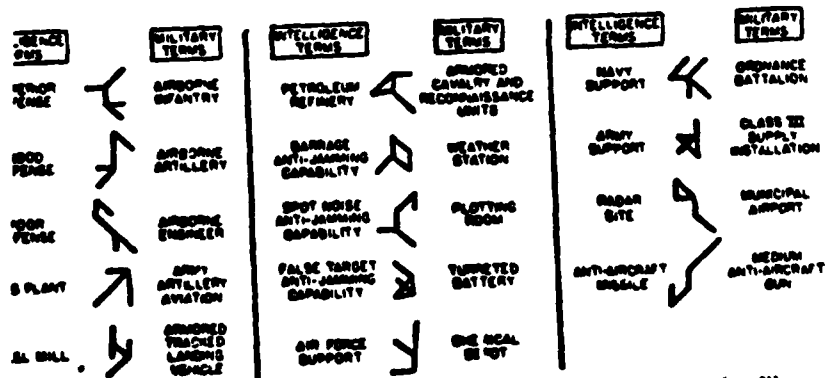 MILITARY
TERMS
INTELLIGENCE
TERMS
MILITARY
TERMS
INTELLIGENCE
TERMS
MILITARY
TERMS
AIRBORNE
INFANTRY
PETROLEUM
REFINERY
ARMORED
CAVALRY AND
RECONNAISSANCE
UNITS
NAVY
SUPPORT
ORDNANCE
BATTALION
AIRBORNE
ARTILLERY
BARRAGE
ANTI-JAMMING
CAPABILITY
WEATHER
STATION
ARMY
SUPPORT
CLASS III
SUPPLY
INSTALLATION
AIRBORNE
ENGINEER
SPOT NOISE
ANTI-JAMMING
CAPABILITY
PLOTTING
ROOM
RADAR
SITE
MUNICIPAL
AIRPORT
S PLANT
ARMY
ARTILLERY
AVIATION
FALSE TARGET
ANTI-JAMMING
CAPABILITY
TURRETED
BATTERY
ANTI-AIRCRAFT
MISSILE
MEDIUM
ANTI-AIRCRAFT
GUN
MILL
ARMORED
TRACKED
LANDING
VEHICLE
AIR FORCE
SUPPORT